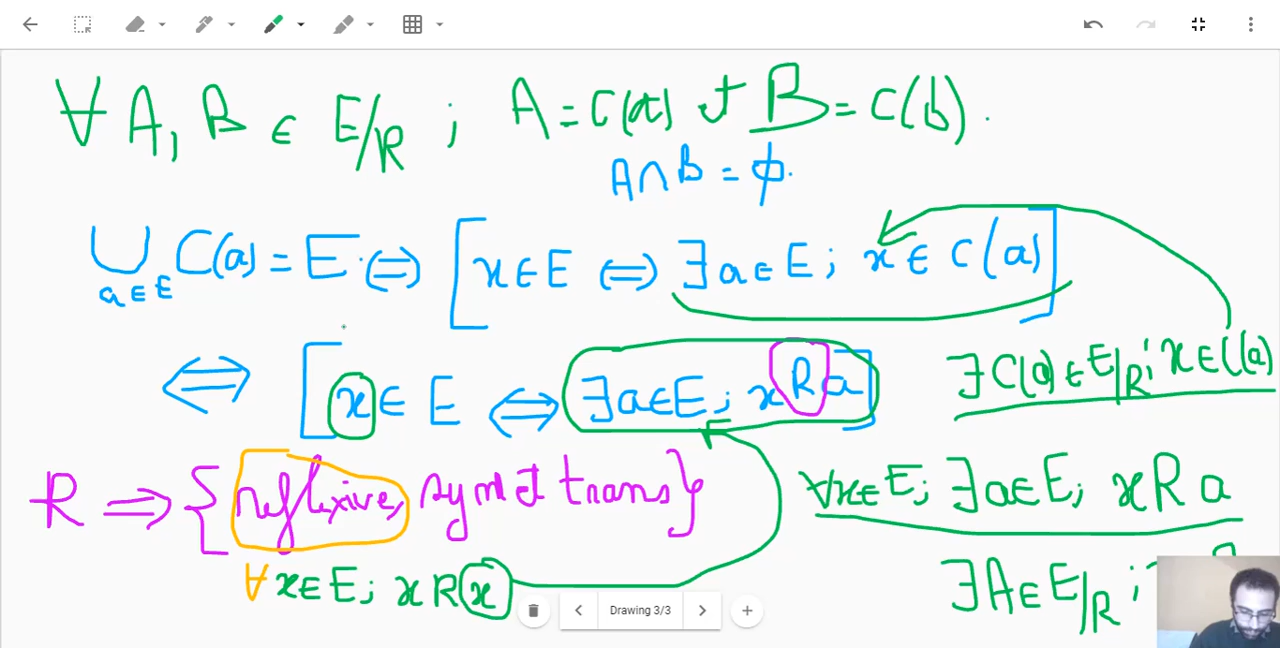 ∀ A, B ∈ E/R ; A = C(a) et B = C(b).
A ∩ B = ϕ.
∪ C(a) = E. ⇔ [ x ∈ E ⇔ ∃ a ∈ E ; x ∈ C(a) ]
a ∈ E
⇔ [ x ∈ E ⇔ ∃ a ∈ E ; x R a ]
∃ C(a) ∈ E/R ; x ∈ C(a)
R ⇒ { reflexive, symet trans }
∀ x ∈ E ; ∃ a ∈ E ; x R a
∀ x ∈ E ; x R x
∃ A ∈ E/R ;
Drawing 3/3